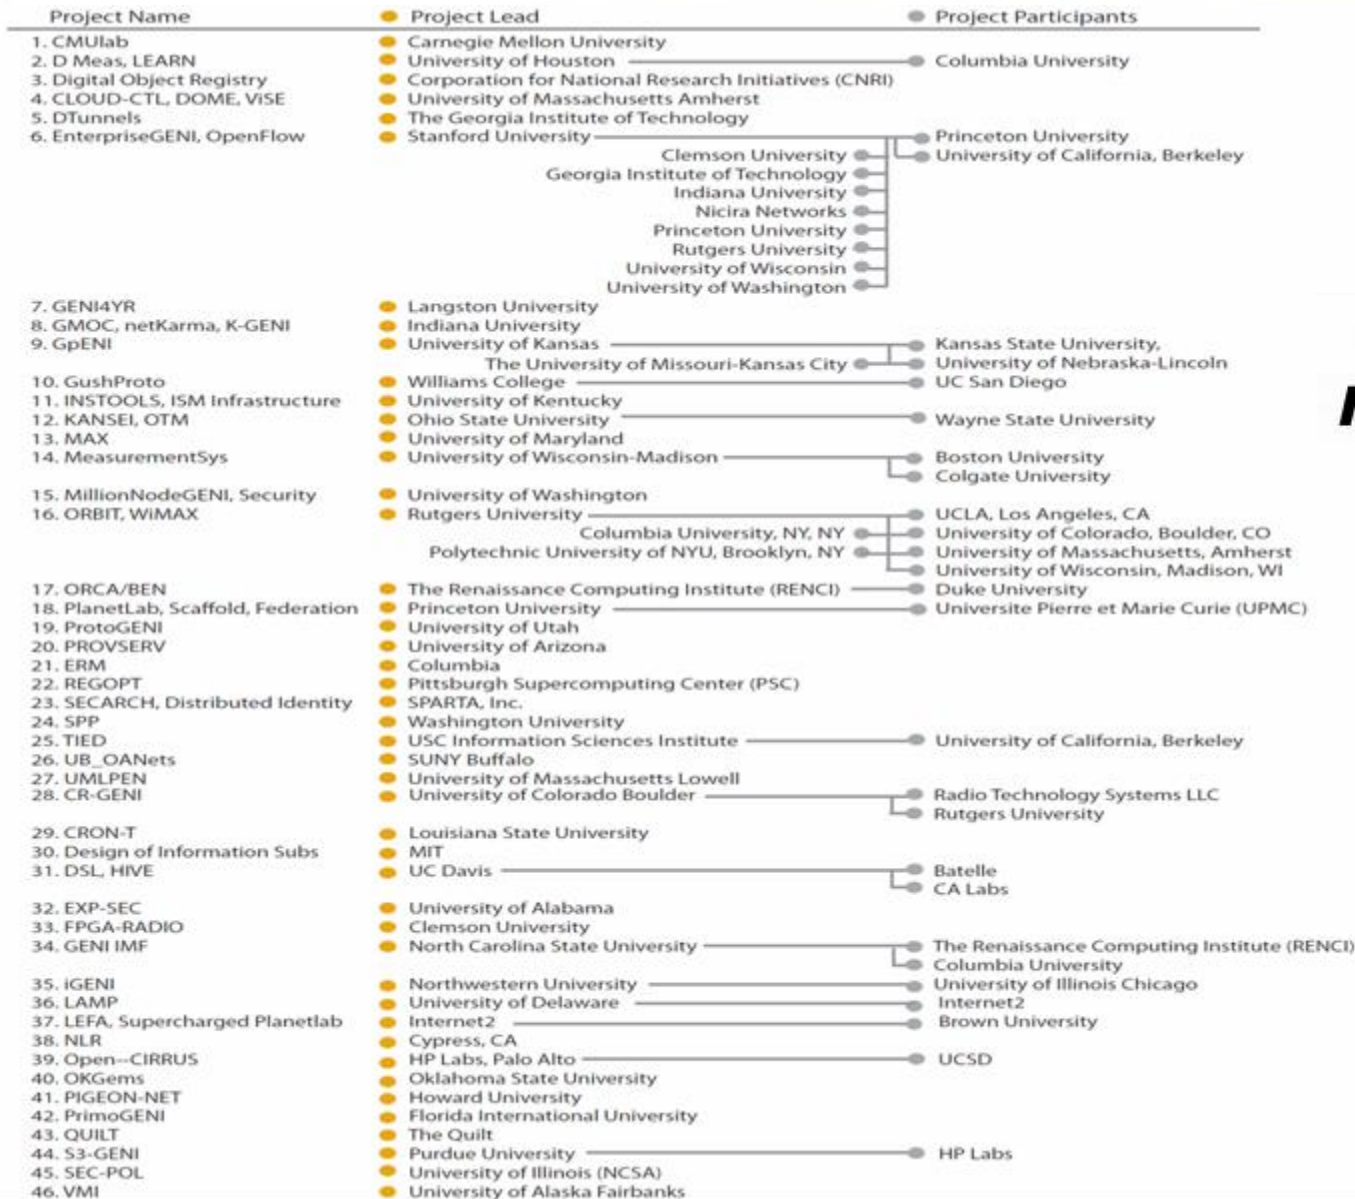 Project Name Project Lead Project Participants
1. CMUlab Carnegie Mellon University
2. D Meas, LEARN University of Houston Columbia University
3. Digital Object Registry Corporation for National Research Initiatives (CNRI)
4. CLOUD-CTL, DOME, ViSE University of Massachusetts Amherst
5. DTunnels The Georgia Institute of Technology
6. EnterpriseGENI, OpenFlow Stanford University Princeton University
Clemson University University of California, Berkeley
Georgia Institute of Technology
Indiana University
Nicira Networks
Princeton University
Rutgers University
University of Wisconsin
University of Washington
7. GENI4YR Langston University
8. GMOC, netKarma, K-GENI Indiana University
9. GpENI University of Kansas Kansas State University,
The University of Missouri-Kansas City University of Nebraska-Lincoln
10. GushProto Williams College UC San Diego
11. INSTOOLS, ISM Infrastructure University of Kentucky
12. KANSEI, OTM Ohio State University Wayne State University
13. MAX University of Maryland
14. MeasurementSys University of Wisconsin-Madison Boston University
Colgate University
15. MillionNodeGENI, Security University of Washington
16. ORBIT, WiMAX Rutgers University UCLA, Los Angeles, CA
Columbia University, NY, NY University of Colorado, Boulder, CO
Polytechnic University of NYU, Brooklyn, NY University of Massachusetts, Amherst
University of Wisconsin, Madison, WI
17. ORCA/BEN The Renaissance Computing Institute (RENCI) Duke University
18. PlanetLab, Scaffold, Federation Princeton University Universite Pierre et Marie Curie (UPMC)
19. ProtoGENI University of Utah
20. PROVSERV University of Arizona
21. ERM Columbia
22. REGOPT Pittsburgh Supercomputing Center (PSC)
23. SECARCH, Distributed Identity SPARTA, Inc.
24. SPP Washington University
25. TIED USC Information Sciences Institute University of California, Berkeley
26. UB_OANets SUNY Buffalo
27. UMLPEN University of Massachusetts Lowell
28. CR-GENI University of Colorado Boulder Radio Technology Systems LLC
Rutgers University
29. CRON-T Louisiana State University
30. Design of Information Subs MIT
31. DSL, HIVE UC Davis Batelle
CA Labs
32. EXP-SEC University of Alabama
33. FPGA-RADIO Clemson University
34. GENI IMF North Carolina State University The Renaissance Computing Institute (RENCI)
Columbia University
35. iGENI Northwestern University University of Illinois Chicago
36. LAMP University of Delaware Internet2
37. LEFA, Supercharged Planetlab Internet2 Brown University
38. NLR Cypress, CA
39. Open--CIRRUS HP Labs, Palo Alto UCSD
40. OKGems Oklahoma State University
41. PIGEON-NET Howard University
42. PrimoGENI Florida International University
43. QUILT The Quilt
44. S3-GENI Purdue University HP Labs
45. SEC-POL University of Illinois (NCSA)
46. VMI University of Alaska Fairbanks